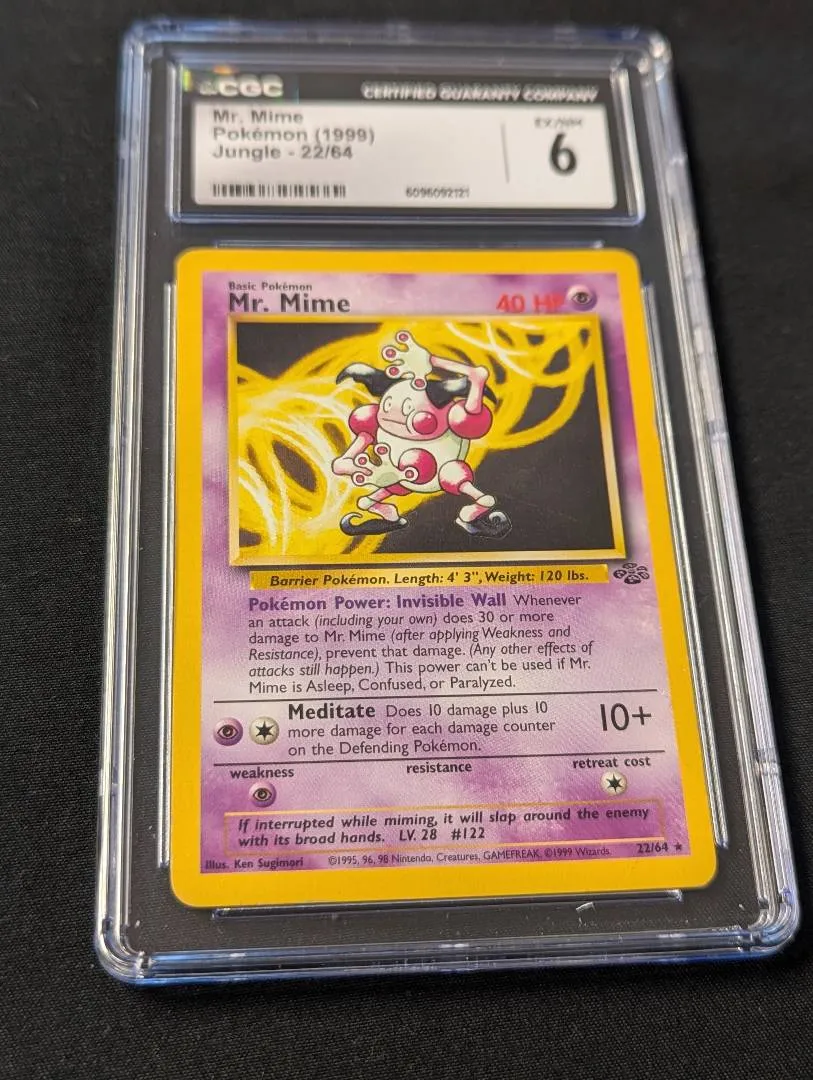 CGC
CERTIFIED GUARANTY COMPANY
Mr. Mime
Pokémon (1999)
Jungle - 22/64
EX/NM
6
6096092121
Basic Pokémon
Mr. Mime
40 HP
Barrier Pokémon. Length: 4' 3", Weight: 120 lbs.
Pokémon Power: Invisible Wall Whenever
an attack (including your own) does 30 or more
damage to Mr. Mime (after applying Weakness and
Resistance), prevent that damage. (Any other effects of
attacks still happen.) This power can't be used if Mr.
Mime is Asleep, Confused, or Paralyzed.
Meditate Does 10 damage plus 10
more damage for each damage counter
on the Defending Pokémon.
10+
weakness
resistance
retreat cost
If interrupted while miming, it will slap around the enemy
with its broad hands. LV. 28 #122
Illus. Ken Sugimori
©1995, 96, 98 Nintendo, Creatures, GAMEFREAK. ©1999 Wizards.
22/64 ★